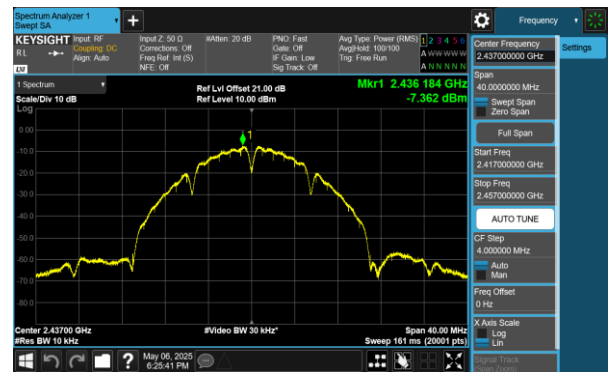 Spectrum Analyzer 1
Swept SA
Frequency
KEYSIGHT
RL
LXI
Input: RF
Coupling: DC
Align: Auto
Input Z: 50 Ω
Corrections: Off
Freq Ref: Int (S)
NFE: Off
#Atten: 20 dB
PNO: Fast
Gate: Off
IF Gain: Low
Sig Track: Off
Avg Type: Power (RMS)
Avg|Hold: 100/100
Trig: Free Run
1 2 3 4 5 6
A W W W W W
A N N N N N
1 Spectrum
Scale/Div 10 dB
Log
Ref Lvl Offset 21.00 dB
Ref Level 10.00 dBm
Mkr1 2.436 184 GHz
-7.362 dBm
0.00
-10.0
-20.0
-30.0
-40.0
-50.0
-60.0
-70.0
-80.0
1
Center 2.43700 GHz
#Res BW 10 kHz
#Video BW 30 kHz*
Span 40.00 MHz
Sweep 161 ms (20001 pts)
Center Frequency
2.437000000 GHz
Settings
Span
40.0000000 MHz
Swept Span
Zero Span
Full Span
Start Freq
2.417000000 GHz
Stop Freq
2.457000000 GHz
AUTO TUNE
CF Step
4.000000 MHz
Auto
Man
Freq Offset
0 Hz
X Axis Scale
Log
Lin
Signal Track
(Span Zoom)
?
May 06, 2025
6:25:41 PM